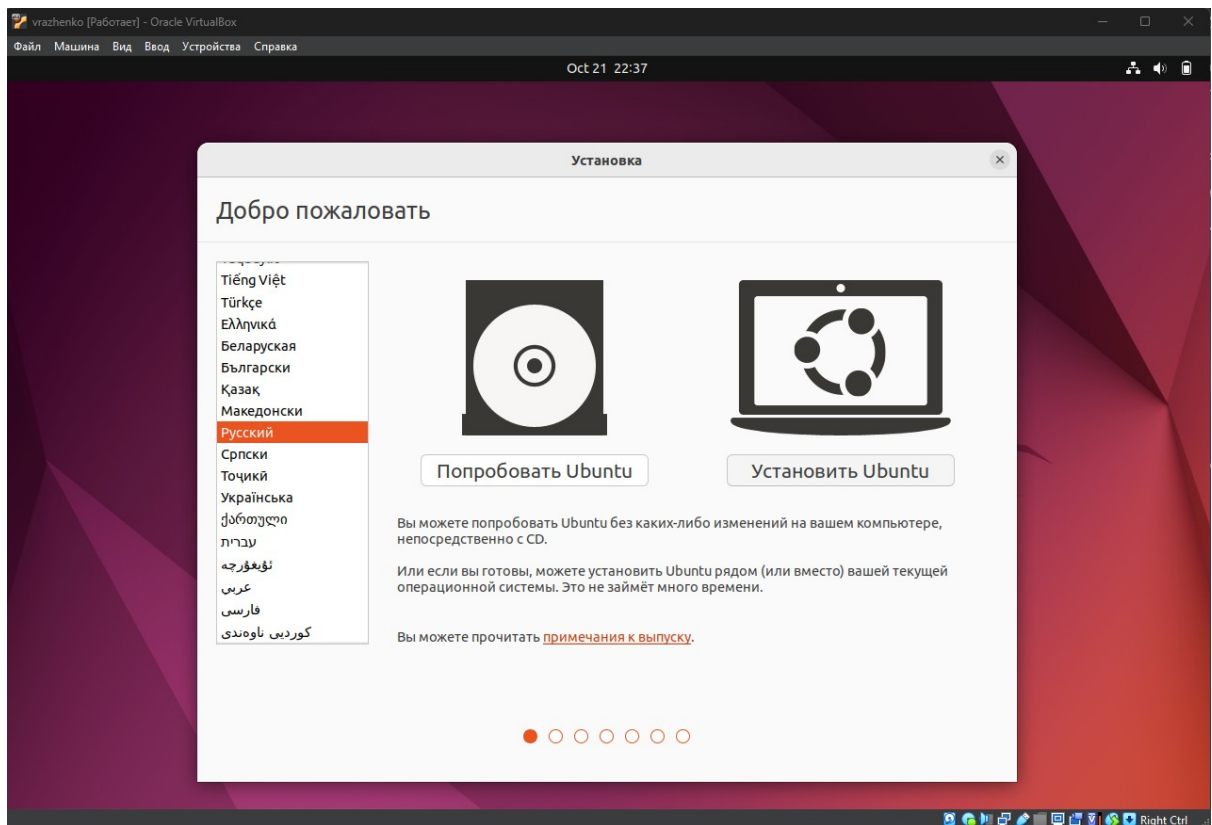 vrazhenko [Работает] - Oracle VirtualBox
Файл Машина Вид Ввод Устройства Справка
Oct 21 22:37
Установка
Добро пожаловать
Tiếng Việt
Türkçe
Ελληνικά
Беларуская
Български
Қазақ
Македонски
Русский
Српски
Тоҷикӣ
Українська
ქართული
עברית
ئۇيغۇرچە
عربي
فارسی
كوردیی ناوەندی
Попробовать Ubuntu
Установить Ubuntu
Вы можете попробовать Ubuntu без каких-либо изменений на вашем компьютере,
непосредственно с CD.
Или если вы готовы, можете установить Ubuntu рядом (или вместо) вашей текущей
операционной системы. Это не займёт много времени.
Вы можете прочитать примечания к выпуску.
Right Ctrl